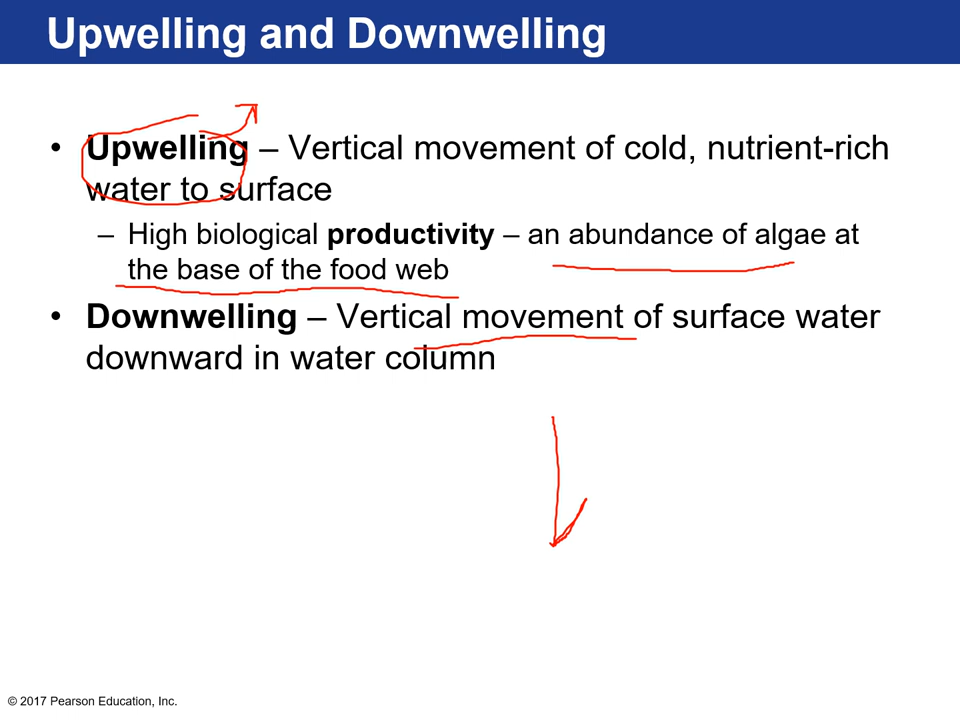 Upwelling and Downwelling
• Upwelling – Vertical movement of cold, nutrient-rich
water to surface
– High biological productivity – an abundance of algae at
the base of the food web
• Downwelling – Vertical movement of surface water
downward in water column
© 2017 Pearson Education, Inc.